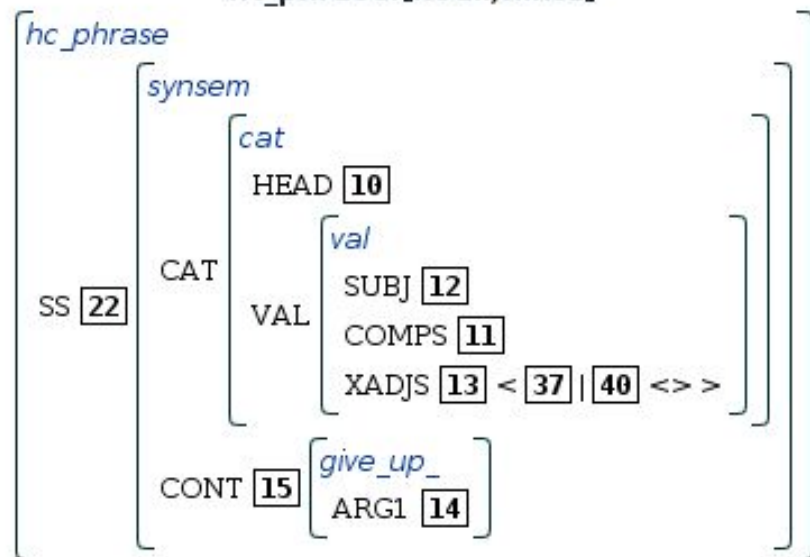 hc_phrase
synsem
cat
HEAD 10
val
SUBJ 12
CAT
SS 22
VAL
COMPS 11
XADJS 13 < 37 | 40 <> >
give_up_
CONT 15
ARG1 14